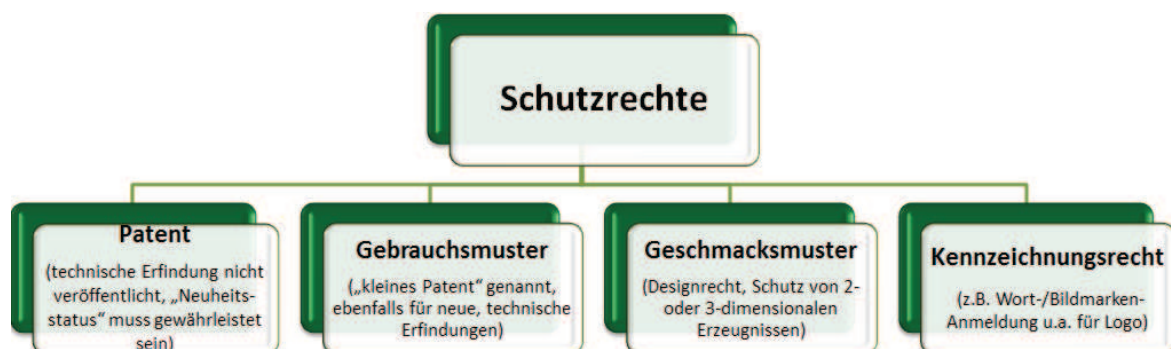 Schutzrechte
Patent
(technische Erfindung nicht
veröffentlicht, „Neuheits-
status“ muss gewährleistet
sein)
Gebrauchsmuster
(„kleines Patent“ genannt,
ebenfalls für neue, technische
Erfindungen)
Geschmacksmuster
(Designrecht, Schutz von 2-
oder 3-dimensionalen
Erzeugnissen)
Kennzeichnungsrecht
(z.B. Wort-/Bildmarken-
Anmeldung u.a. für Logo)